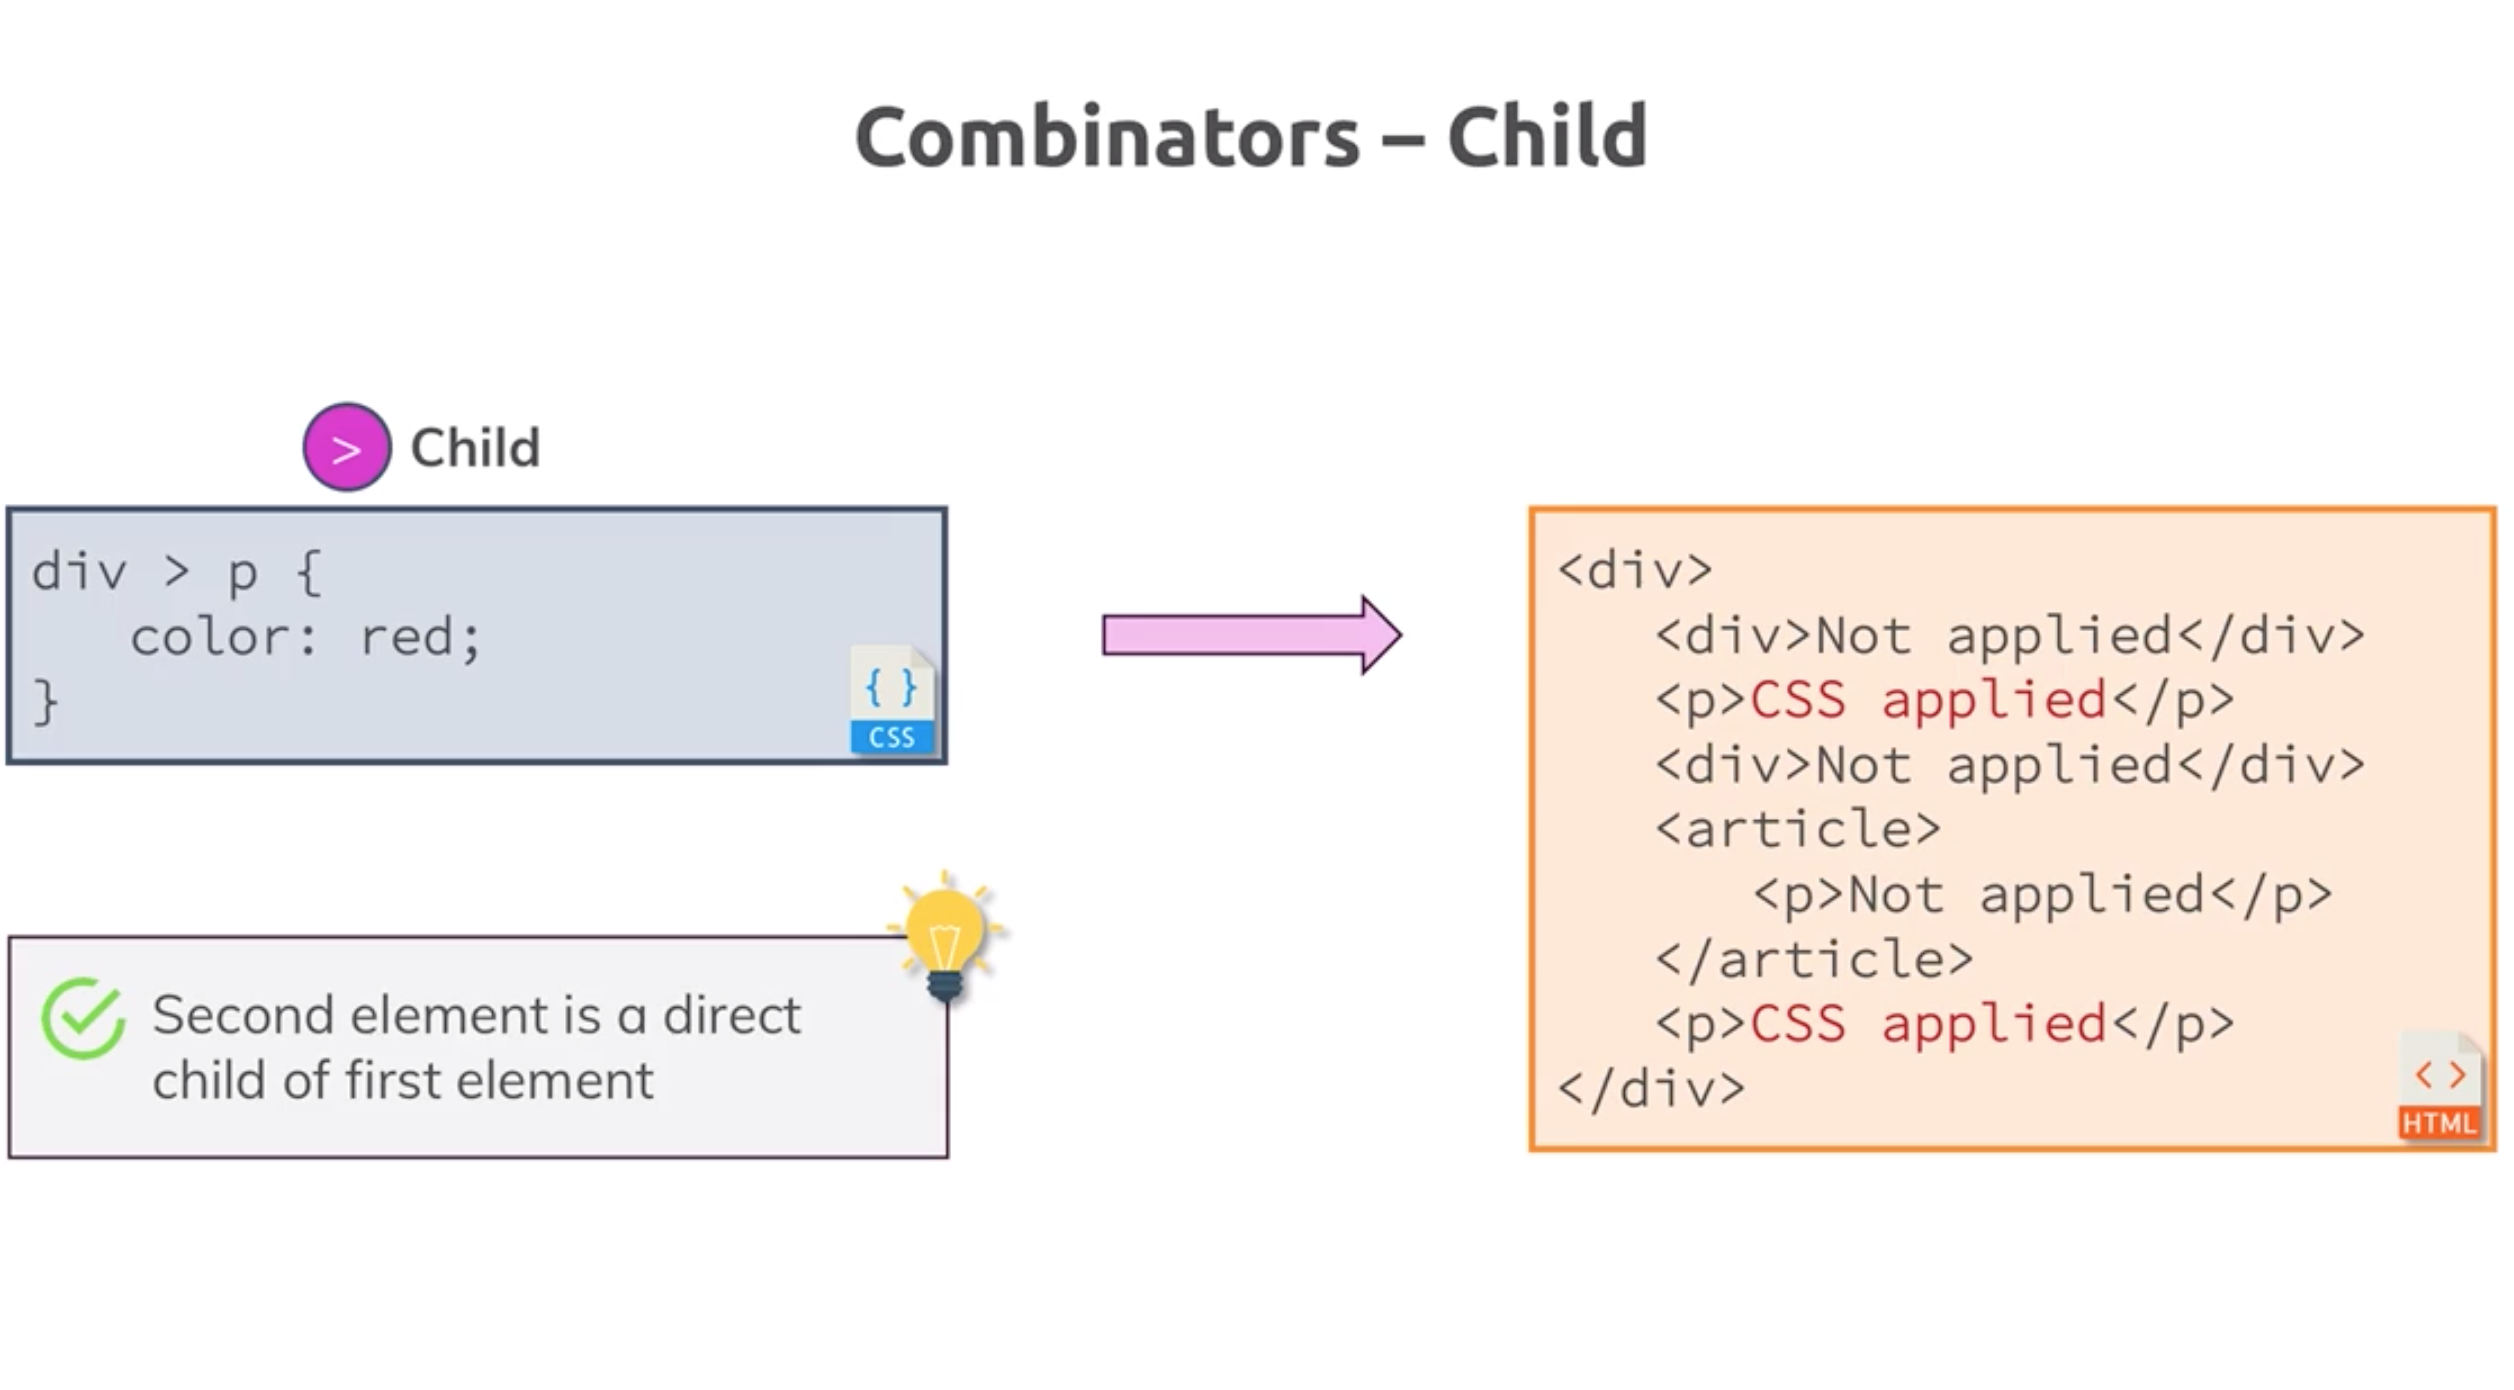 Combinators – Child
> Child
div > p {
color: red;
}
{ }
CSS
Second element is a direct
child of first element
<div>
<div>Not applied</div>
<p>CSS applied</p>
<div>Not applied</div>
<article>
<p>Not applied</p>
</article>
<p>CSS applied</p>
</div>
< >
HTML